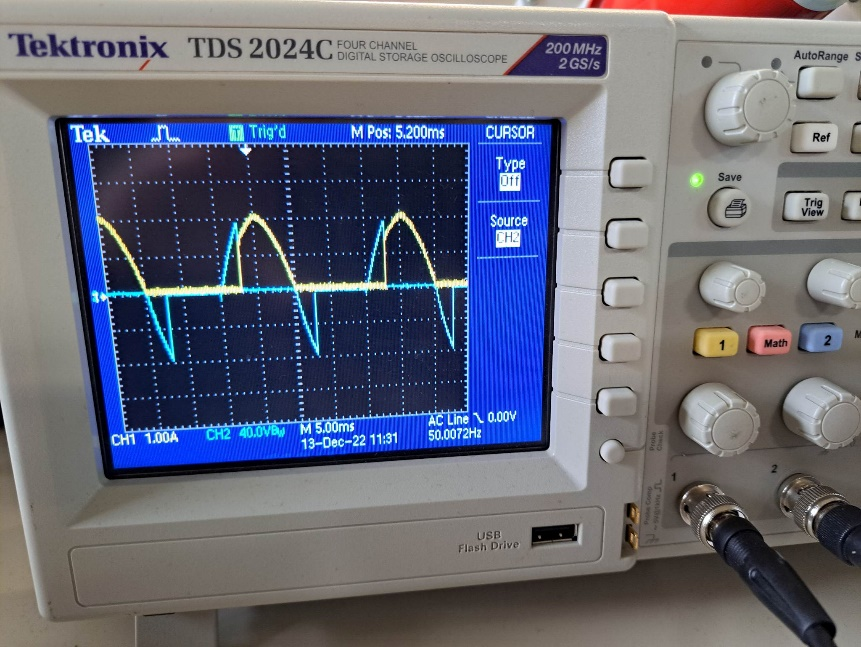 Tektronix TDS 2024C FOUR CHANNEL
DIGITAL STORAGE OSCILLOSCOPE
200 MHz
2 GS/s
Tek
Trig'd
M Pos: 5.200ms
CURSOR
Type
Off
Source
CH2
CH1 1.00A
CH2 40.0VBW
M 5.00ms
AC Line
0.00V
13-Dec-22 11:31
50.0072Hz
AutoRange
Ref
Save
Trig
View
1
Math
2
1
2
USB
Flash Drive